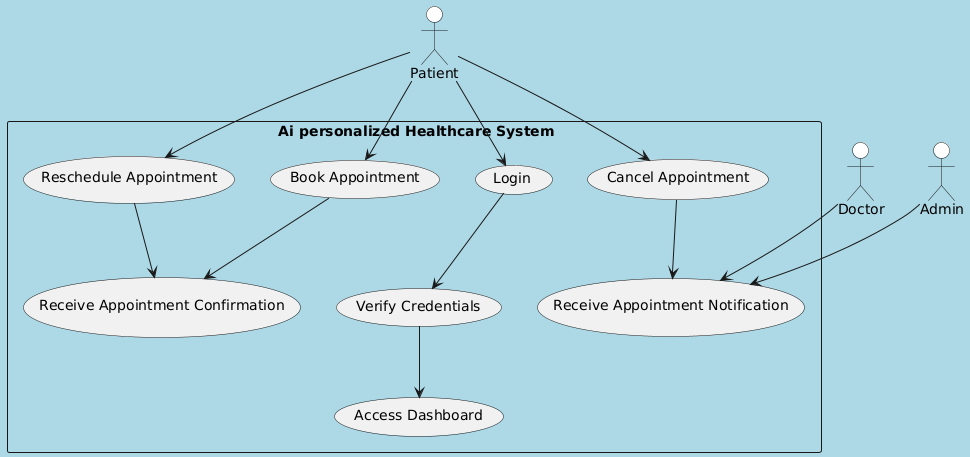 Patient
Ai personalized Healthcare System
Reschedule Appointment
Book Appointment
Login
Cancel Appointment
Doctor
Admin
Receive Appointment Confirmation
Verify Credentials
Receive Appointment Notification
Access Dashboard